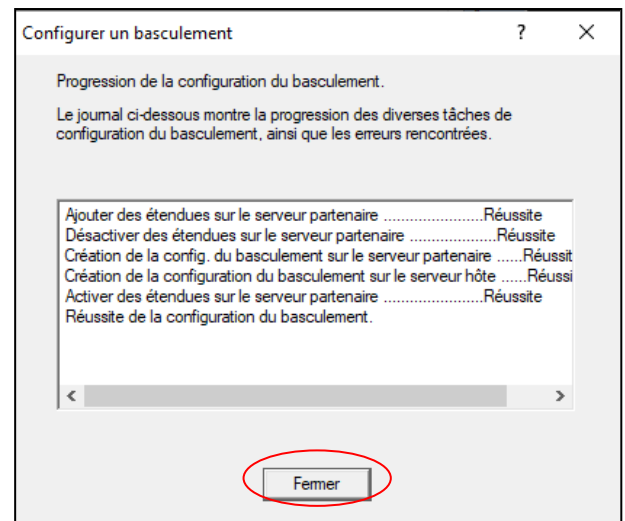 Configurer un basculement ? ×
Progression de la configuration du basculement.
Le journal ci-dessous montre la progression des diverses tâches de
configuration du basculement, ainsi que les erreurs rencontrées.
Ajouter des étendues sur le serveur partenaire .......................Réussite
Désactiver des étendues sur le serveur partenaire ....................Réussite
Création de la config. du basculement sur le serveur partenaire ......Réussit
Création de la configuration du basculement sur le serveur hôte ......Réussi
Activer des étendues sur le serveur partenaire .......................Réussite
Réussite de la configuration du basculement.
Fermer